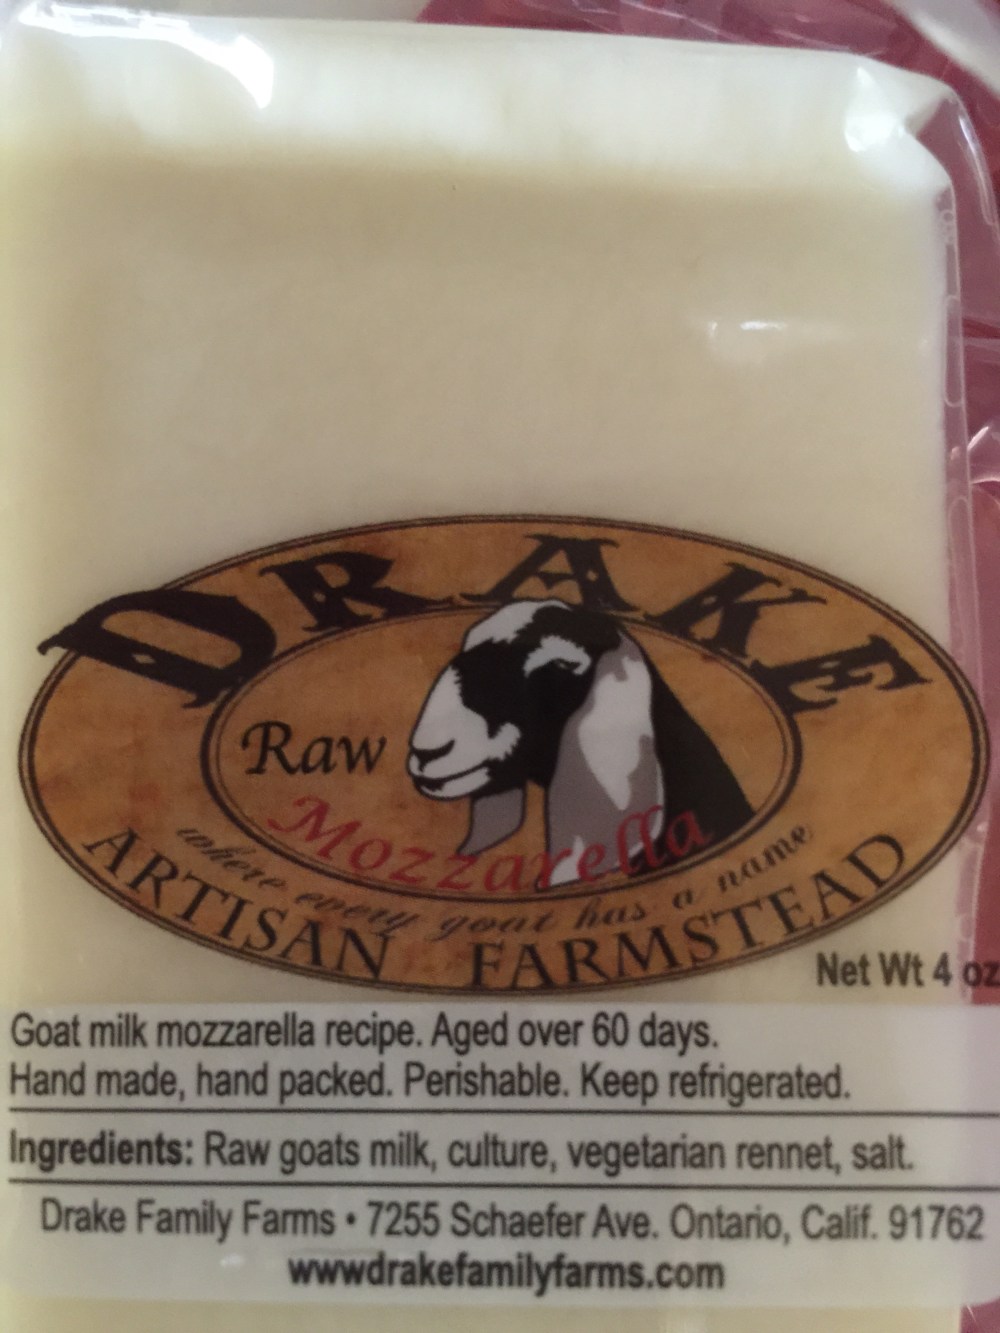 DRAKE
Raw
Mozzarella
where every goat has a name
ARTISAN FARMSTEAD
Net Wt 4 oz
Goat milk mozzarella recipe. Aged over 60 days.
Hand made, hand packed. Perishable. Keep refrigerated.
Ingredients: Raw goats milk, culture, vegetarian rennet, salt.
Drake Family Farms • 7255 Schaefer Ave. Ontario, Calif. 91762
wwwdrakefamilyfarms.com